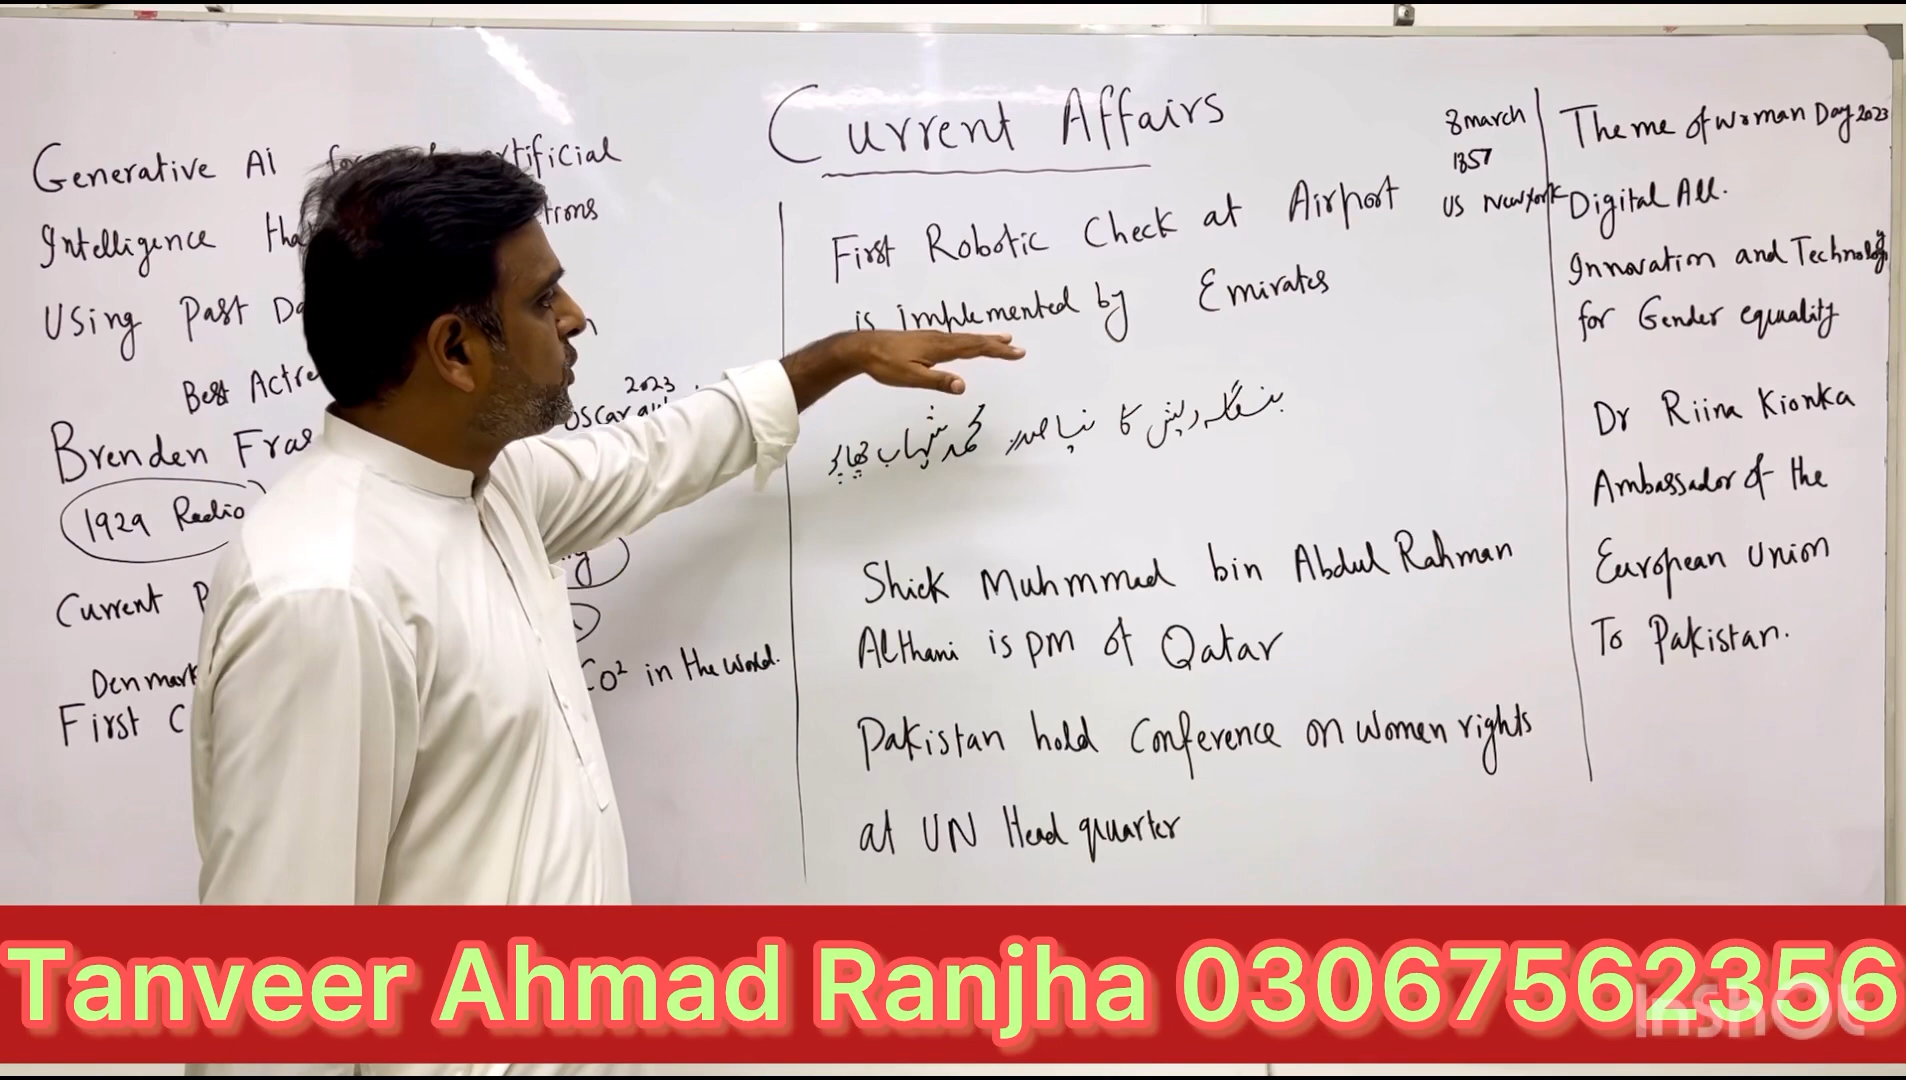 Current Affairs
Generative AI
artificial
Intelligence
Using Past
Best
2023
Brenden
1929 Radio
Current
Denmark
CO² in the world.
First C
First Robotic Check at Airport
is implemented by Emirates
بنگلہ دیش کا نیا صدر محمد شہاب
Shick Muhmmad bin Abdul Rahman
Al Thani is pm of Qatar
Pakistan hold Conference on women rights
at UN Head quarter
8 march
1857
US Newyork
Theme of woman Day 2023
Digital All.
Innovation and Technology
for Gender equality
Dr Riina Kionka
Ambassador of the
European Union
To Pakistan.
Tanveer Ahmad Ranjha 03067562356
InShOt